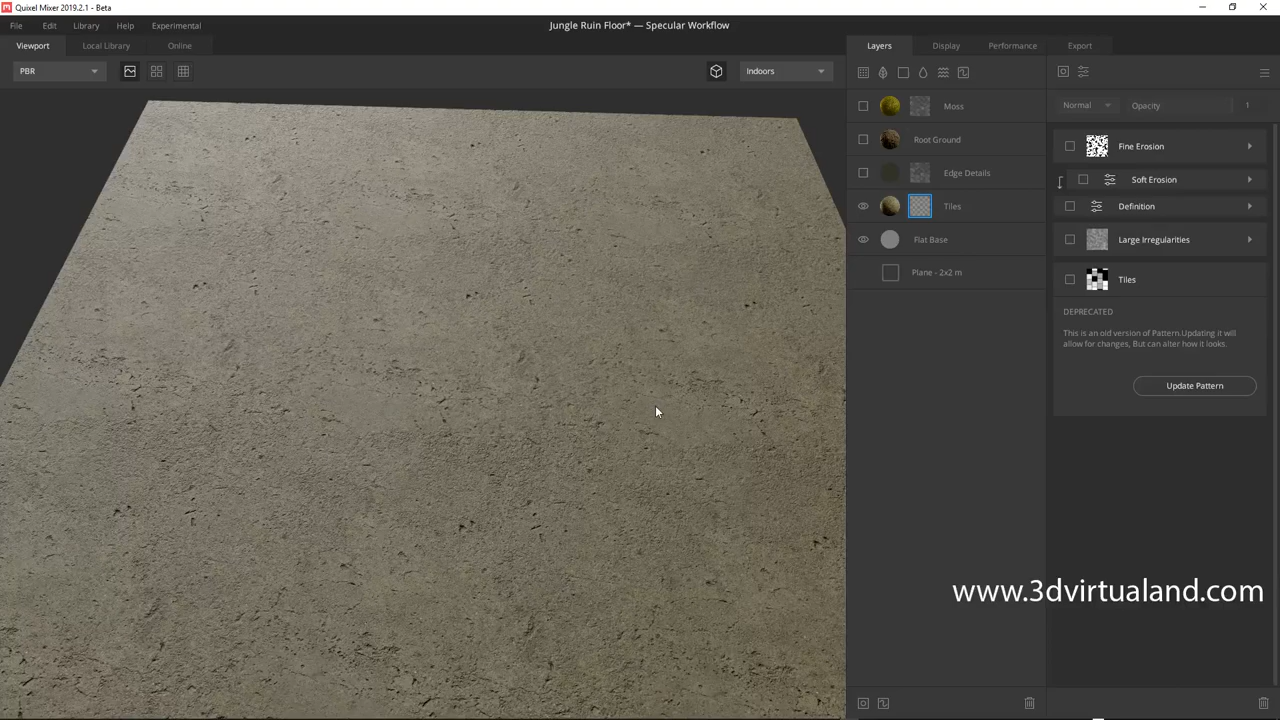 Quixel Mixer 2019.2.1 - Beta
File Edit Library Help Experimental
Jungle Ruin Floor* — Specular Workflow
Viewport Local Library Online
Layers Display Performance Export
PBR
Indoors
Normal Opacity 1
Moss
Root Ground
Edge Details
Tiles
Flat Base
Plane - 2x2 m
Fine Erosion
Soft Erosion
Definition
Large Irregularities
Tiles
DEPRECATED
This is an old version of Pattern.Updating it will
allow for changes, But can alter how it looks.
Update Pattern
www.3dvirtualand.com